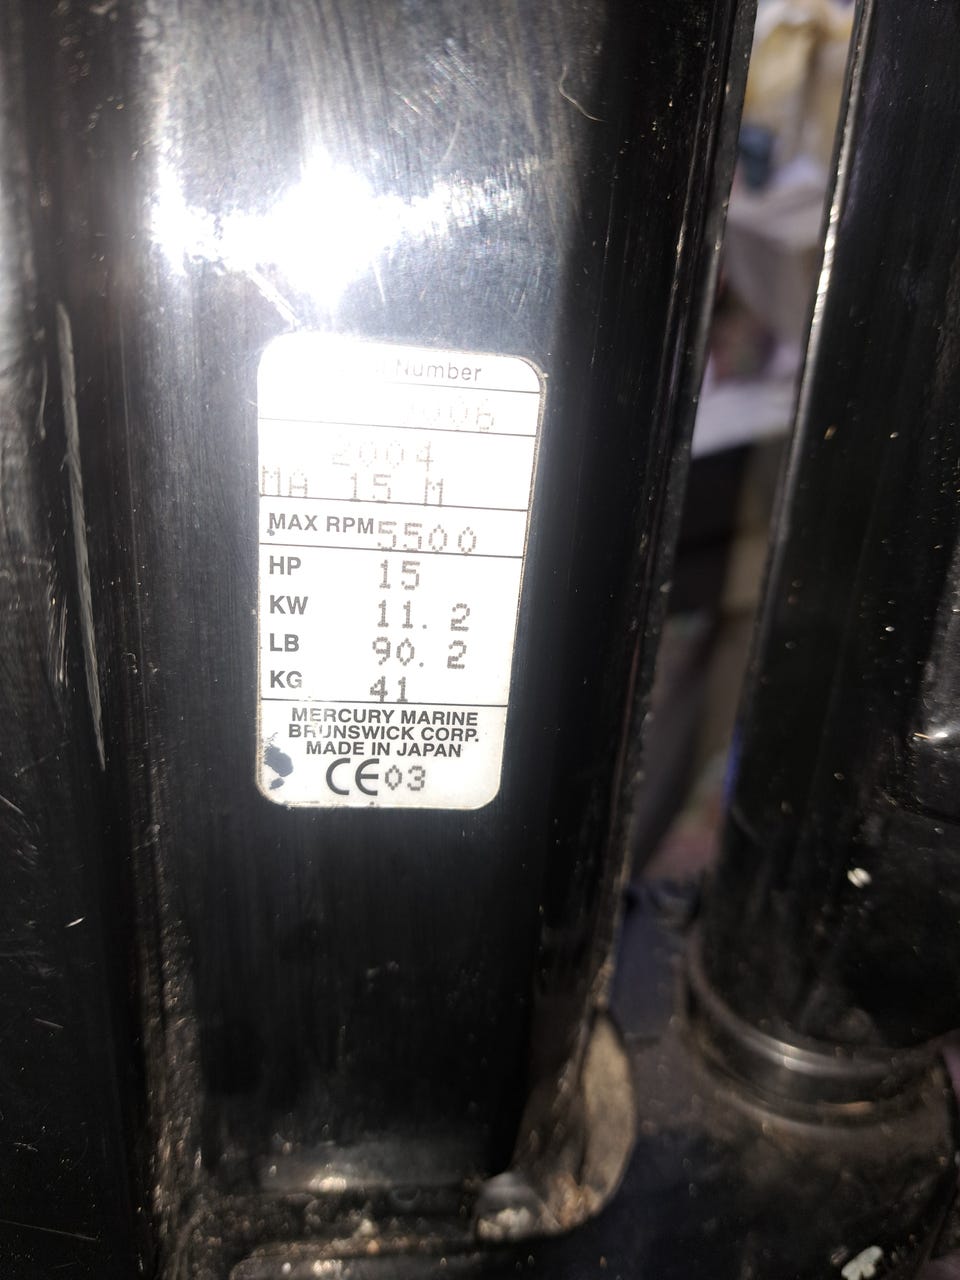 Number
2004
MA 15 M
MAX RPM 5500
HP 15
KW 11. 2
LB 90. 2
KG 41
MERCURY MARINE
BRUNSWICK CORP.
MADE IN JAPAN
CE 03